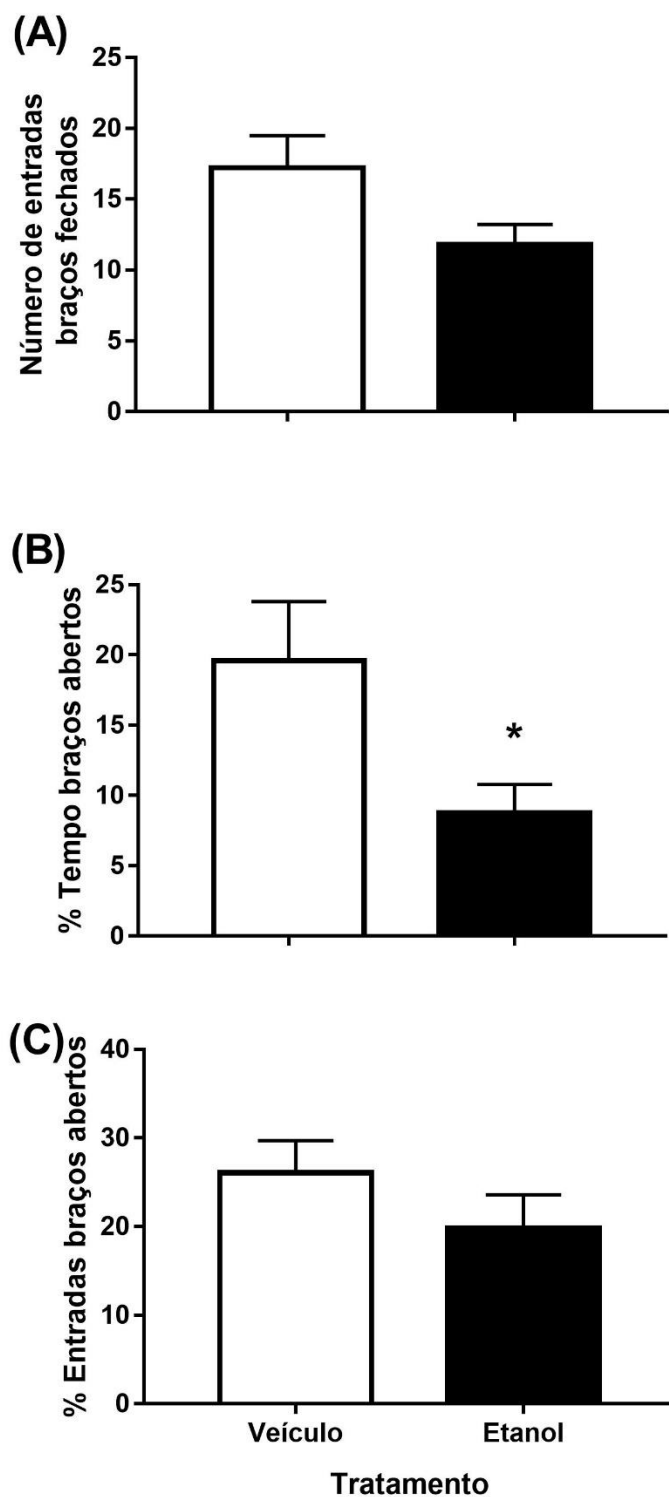 (A)
Número de entradas
braços fechados
25
20
15
10
5
0
(B)
% Tempo braços abertos
25
20
15
10
5
0
*
(C)
% Entradas braços abertos
40
30
20
10
0
Veículo Etanol
Tratamento